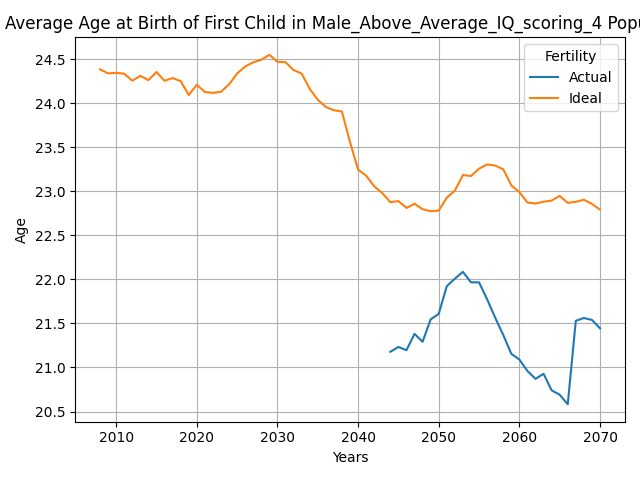 Average Age at Birth of First Child in Male_Above_Average_IQ_scoring_4 Popu
Fertility
Actual
Ideal
Age
24.5
24.0
23.5
23.0
22.5
22.0
21.5
21.0
20.5
2010 2020 2030 2040 2050 2060 2070
Years